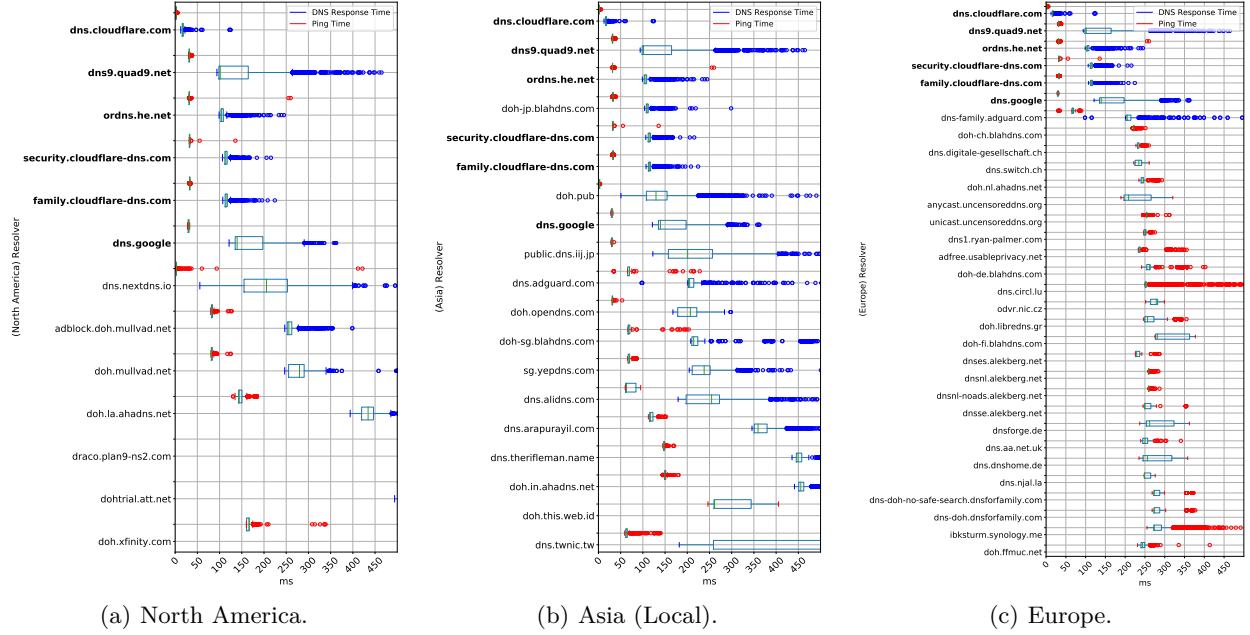 DNS Response Time
Ping Time
(North America) Resolver
dns.cloudflare.com
dns9.quad9.net
ordns.he.net
security.cloudflare-dns.com
family.cloudflare-dns.com
dns.google
dns.nextdns.io
adblock.doh.mullvad.net
doh.mullvad.net
doh.la.ahadns.net
draco.plan9-ns2.com
dohtrial.att.net
doh.xfinity.com
0 50 100 150 200 250 300 350 400 450
ms
(a) North America.
DNS Response Time
Ping Time
(Asia) Resolver
dns.cloudflare.com
dns9.quad9.net
ordns.he.net
doh-jp.blahdns.com
security.cloudflare-dns.com
family.cloudflare-dns.com
doh.pub
dns.google
public.dns.iij.jp
dns.adguard.com
doh.opendns.com
doh-sg.blahdns.com
sg.yepdns.com
dns.alidns.com
dns.arapurayil.com
dns.therifleman.name
doh.in.ahadns.net
doh.this.web.id
dns.twnic.tw
0 50 100 150 200 250 300 350 400 450
ms
(b) Asia (Local).
DNS Response Time
Ping Time
(Europe) Resolver
dns.cloudflare.com
dns9.quad9.net
ordns.he.net
security.cloudflare-dns.com
family.cloudflare-dns.com
dns.google
dns-family.adguard.com
doh-ch.blahdns.com
dns.digitale-gesellschaft.ch
dns.switch.ch
doh.nl.ahadns.net
anycast.uncensoreddns.org
unicast.uncensoreddns.org
dns1.ryan-palmer.com
adfree.usableprivacy.net
doh-de.blahdns.com
dns.circl.lu
odvr.nic.cz
doh.libredns.gr
doh-fi.blahdns.com
dnses.alekberg.net
dnsnl.alekberg.net
dnsnl-noads.alekberg.net
dnsse.alekberg.net
dnsforge.de
dns.aa.net.uk
dns.dnshome.de
dns.njal.la
dns-doh-no-safe-search.dnsforfamily.com
dns-doh.dnsforfamily.com
ibksturm.synology.me
doh.ffmuc.net
0 50 100 150 200 250 300 350 400 450
ms
(c) Europe.